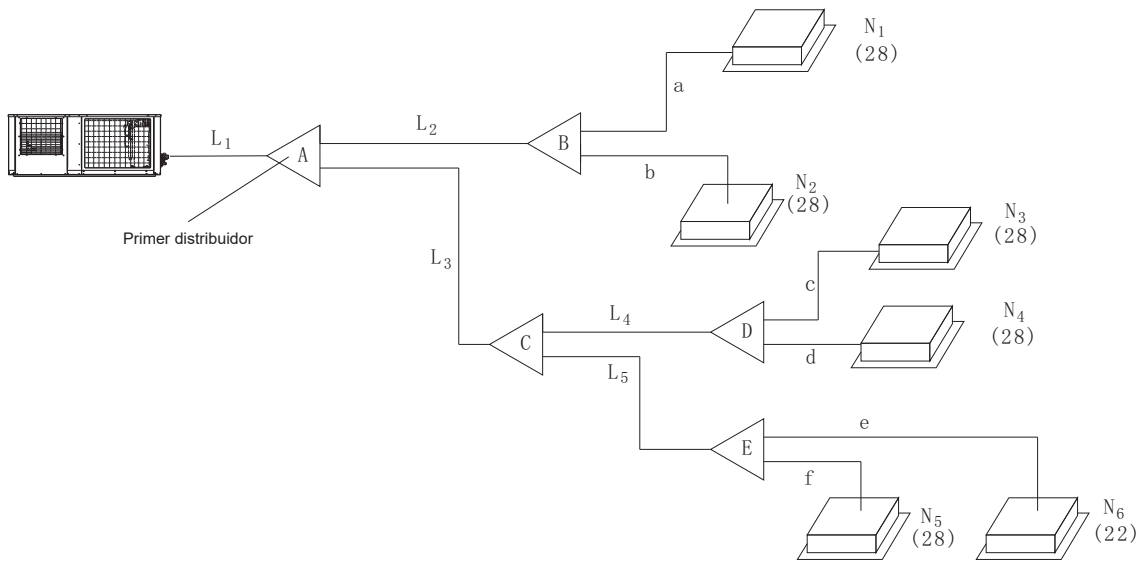 N₁
(28)
a
L₂
L₁
A
B
b
N₂
(28)
Primer distribuidor
N₃
(28)
L₃
c
L₄
N₄
(28)
C
D
d
L₅
e
E
f
N₅
(28)
N₆
(22)